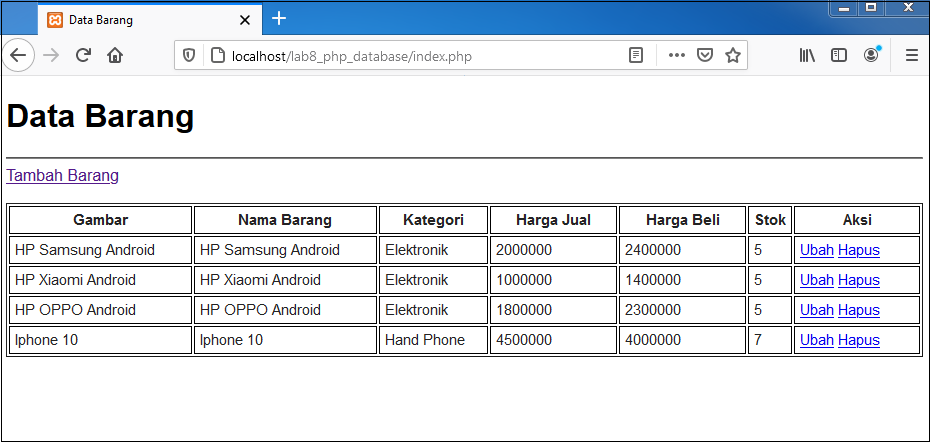 Data Barang
localhost/lab8_php_database/index.php
Data Barang
Tambah Barang
Gambar Nama Barang Kategori Harga Jual Harga Beli Stok Aksi
HP Samsung Android HP Samsung Android Elektronik 2000000 2400000 5 Ubah Hapus
HP Xiaomi Android HP Xiaomi Android Elektronik 1000000 1400000 5 Ubah Hapus
HP OPPO Android HP OPPO Android Elektronik 1800000 2300000 5 Ubah Hapus
Iphone 10 Iphone 10 Hand Phone 4500000 4000000 7 Ubah Hapus